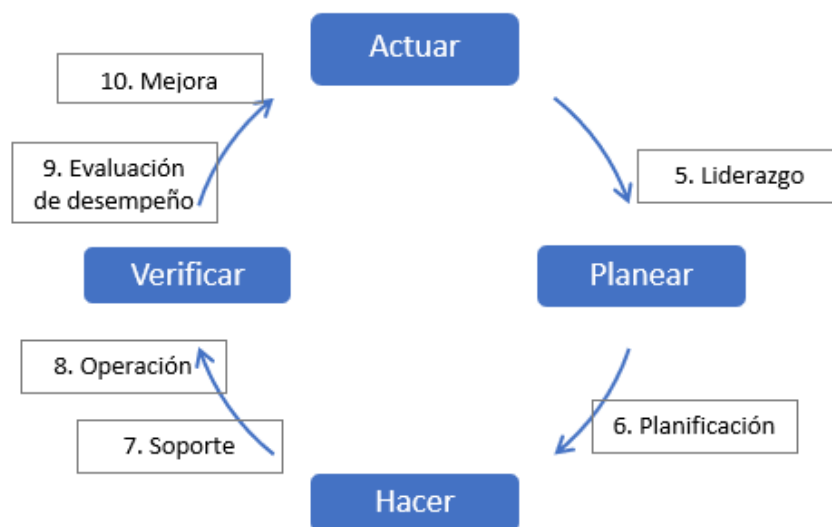 Actuar
10. Mejora
9. Evaluación
de desempeño
5. Liderazgo
Verificar
Planear
8. Operación
6. Planificación
7. Soporte
Hacer